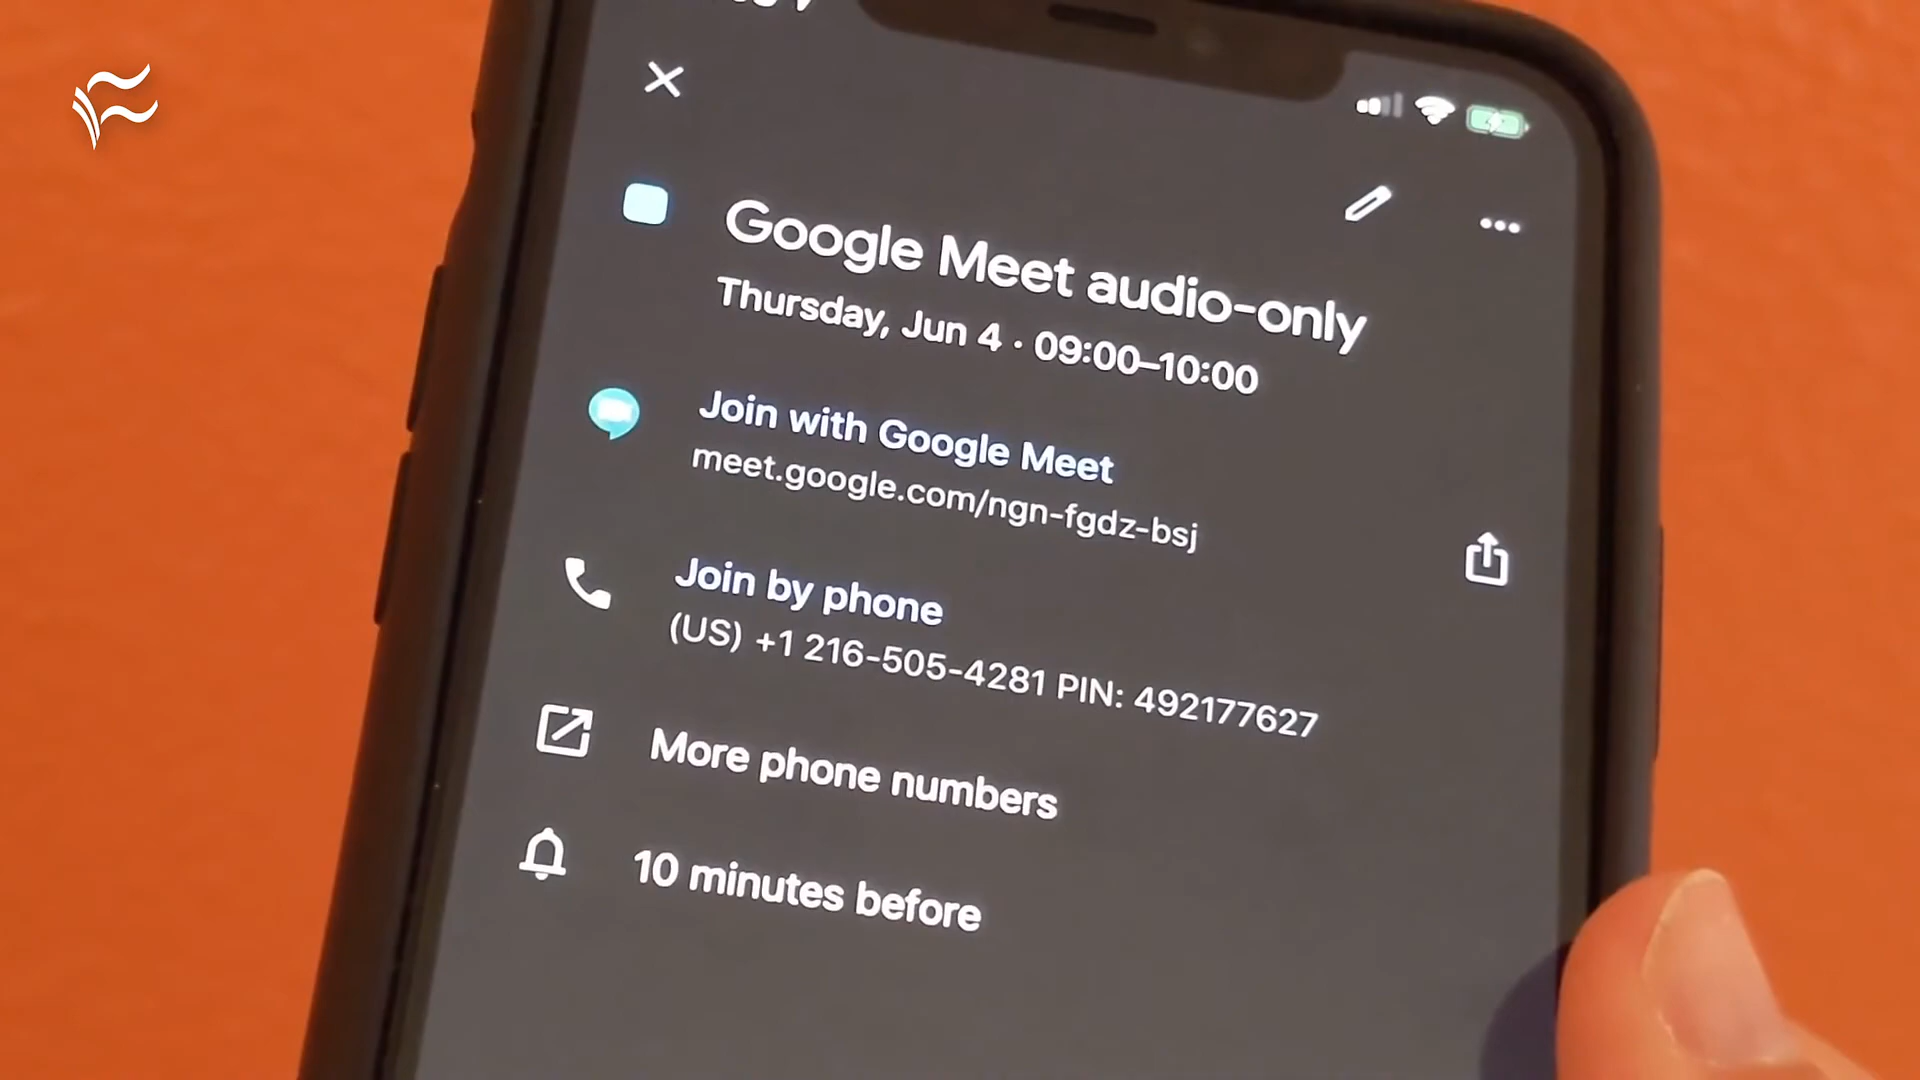 Google Meet audio-only
Thursday, Jun 4 · 09:00–10:00
Join with Google Meet
meet.google.com/ngn-fgdz-bsj
Join by phone
(US) +1 216-505-4281 PIN: 492177627
More phone numbers
10 minutes before